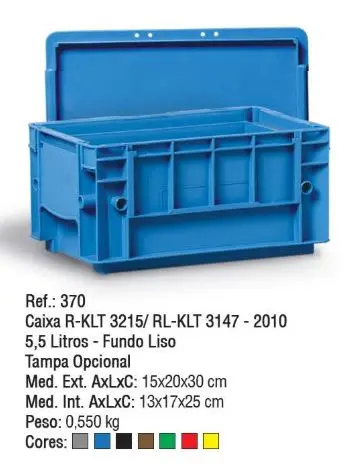 Ref.: 370
Caixa R-KLT 3215/ RL-KLT 3147 - 2010
5,5 Litros - Fundo Liso
Tampa Opcional
Med. Ext. AxLxC: 15x20x30 cm
Med. Int. AxLxC: 13x17x25 cm
Peso: 0,550 kg
Cores: